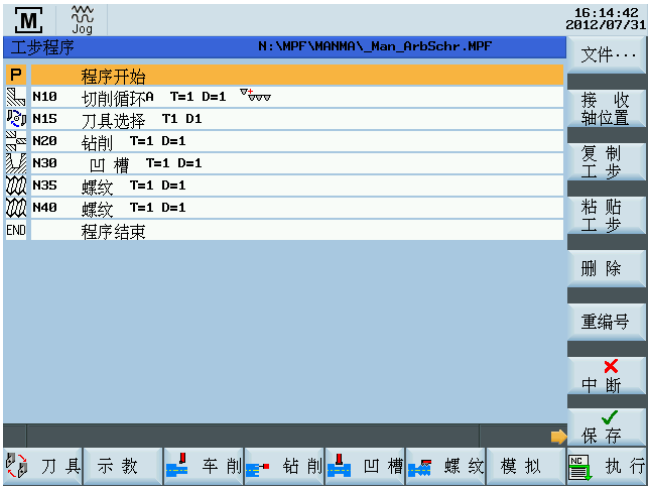 M
Jog
16:14:42
2012/07/31
工步程序 N:\MPF\MANMA\_Man_ArbSchr.MPF
P 程序开始
N10 切削循环A T=1 D=1
N15 刀具选择 T1 D1
N20 钻削 T=1 D=1
N30 凹 槽 T=1 D=1
N35 螺纹 T=1 D=1
N40 螺纹 T=1 D=1
END 程序结束
文件···
接 收
轴位置
复 制
工 步
粘 贴
工 步
删 除
重编号
中 断
保 存
刀 具 示 教 车 削 钻 削 凹 槽 螺 纹 模 拟 NC 执 行